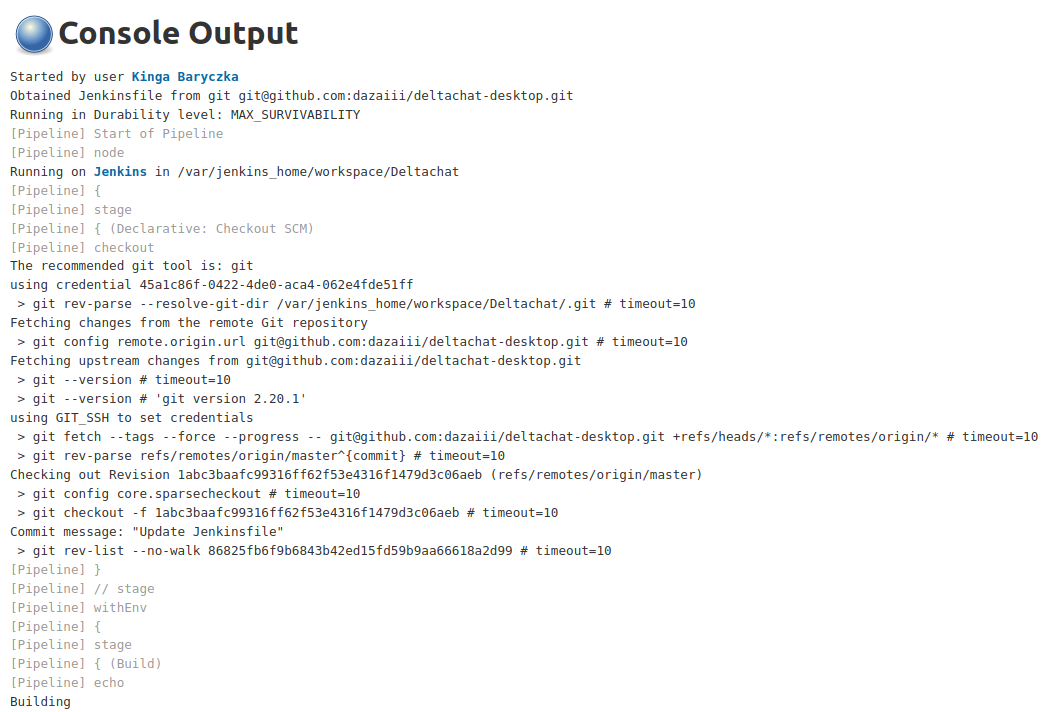 Console Output
Started by user Kinga Baryczka
Obtained Jenkinsfile from git git@github.com:dazaiii/deltachat-desktop.git
Running in Durability level: MAX_SURVIVABILITY
[Pipeline] Start of Pipeline
[Pipeline] node
Running on Jenkins in /var/jenkins_home/workspace/Deltachat
[Pipeline] {
[Pipeline] stage
[Pipeline] { (Declarative: Checkout SCM)
[Pipeline] checkout
The recommended git tool is: git
using credential 45a1c86f-0422-4de0-aca4-062e4fde51ff
 > git rev-parse --resolve-git-dir /var/jenkins_home/workspace/Deltachat/.git # timeout=10
Fetching changes from the remote Git repository
 > git config remote.origin.url git@github.com:dazaiii/deltachat-desktop.git # timeout=10
Fetching upstream changes from git@github.com:dazaiii/deltachat-desktop.git
 > git --version # timeout=10
 > git --version # 'git version 2.20.1'
using GIT_SSH to set credentials
 > git fetch --tags --force --progress -- git@github.com:dazaiii/deltachat-desktop.git +refs/heads/*:refs/remotes/origin/* # timeout=10
 > git rev-parse refs/remotes/origin/master^{commit} # timeout=10
Checking out Revision 1abc3baafc99316ff62f53e4316f1479d3c06aeb (refs/remotes/origin/master)
 > git config core.sparsecheckout # timeout=10
 > git checkout -f 1abc3baafc99316ff62f53e4316f1479d3c06aeb # timeout=10
Commit message: "Update Jenkinsfile"
 > git rev-list --no-walk 86825fb6f9b6843b42ed15fd59b9aa66618a2d99 # timeout=10
[Pipeline] }
[Pipeline] // stage
[Pipeline] withEnv
[Pipeline] {
[Pipeline] stage
[Pipeline] { (Build)
[Pipeline] echo
Building